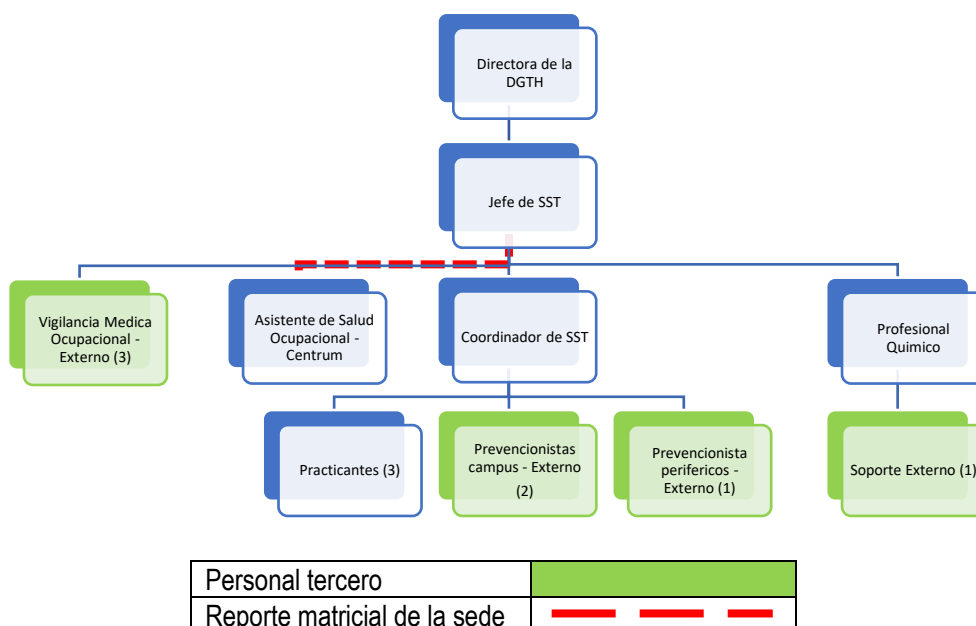 Directora de la
DGTH
Jefe de SST
Vigilancia Medica
Ocupacional -
Externo (3)
Asistente de Salud
Ocupacional -
Centrum
Coordinador de SST
Profesional
Quimico
Practicantes (3)
Prevencionistas
campus - Externo
(2)
Prevencionista
perifericos -
Externo (1)
Soporte Externo (1)
Personal tercero
Reporte matricial de la sede